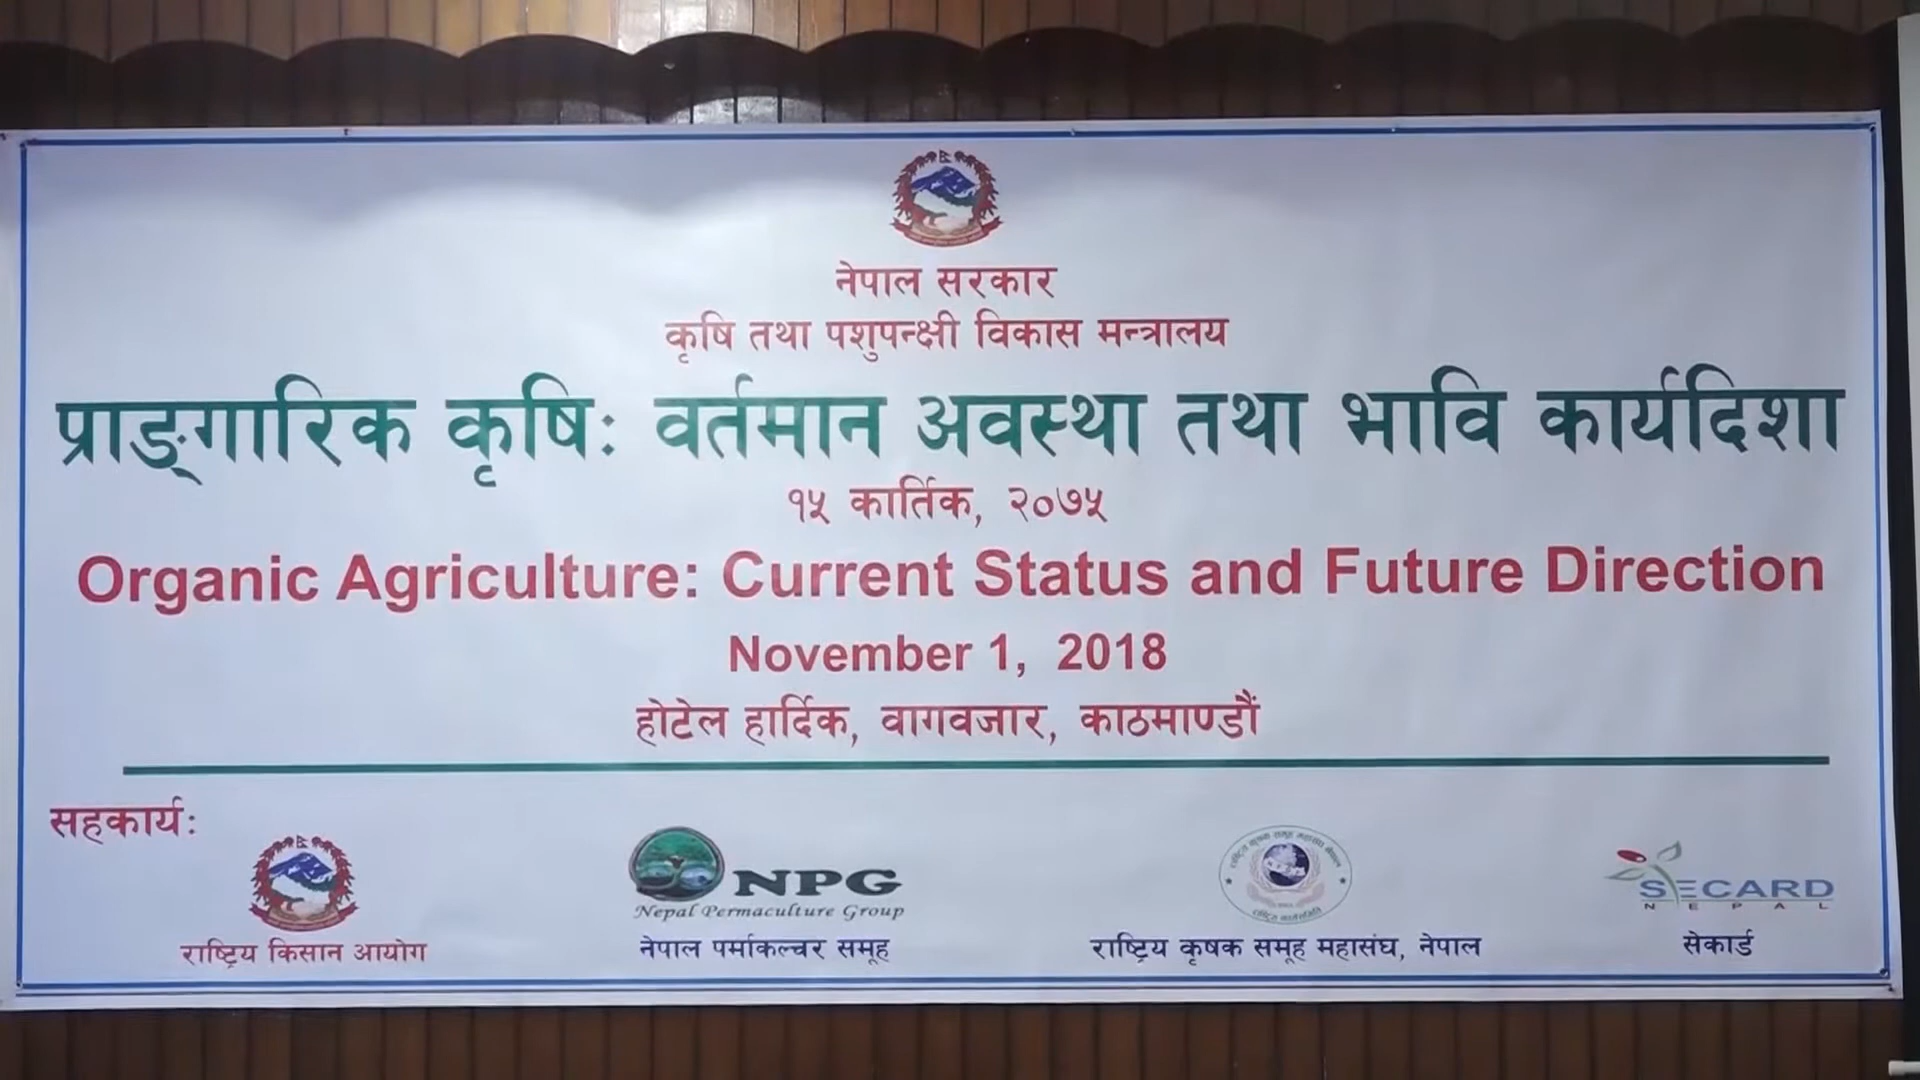 नेपाल सरकार
कृषि तथा पशुपन्क्षी विकास मन्त्रालय
प्राङ्गारिक कृषिः वर्तमान अवस्था तथा भावि कार्यदिशा
१५ कार्तिक, २०७५
Organic Agriculture: Current Status and Future Direction
November 1, 2018
होटेल हार्दिक, वागवजार, काठमाण्डौं
सहकार्यः
NPG
Nepal Permaculture Group
SECARD
NEPAL
राष्ट्रिय किसान आयोग
नेपाल पर्माकल्चर समूह
राष्ट्रिय कृषक समूह महासंघ, नेपाल
सेकार्ड